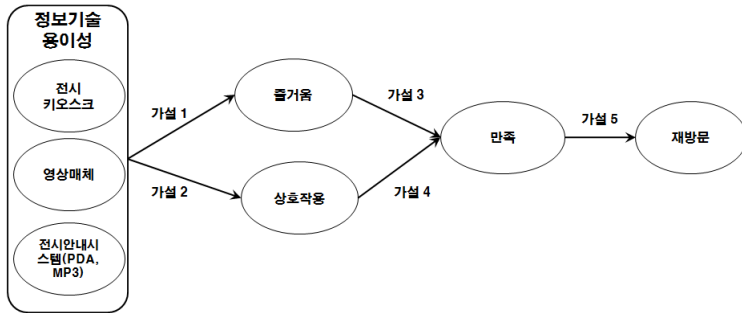 정보기술
용이성
전시
키오스크
영상매체
전시안내시
스템(PDA,
MP3)
가설 1
가설 2
즐거움
상호작용
가설 3
가설 4
만족
가설 5
재방문